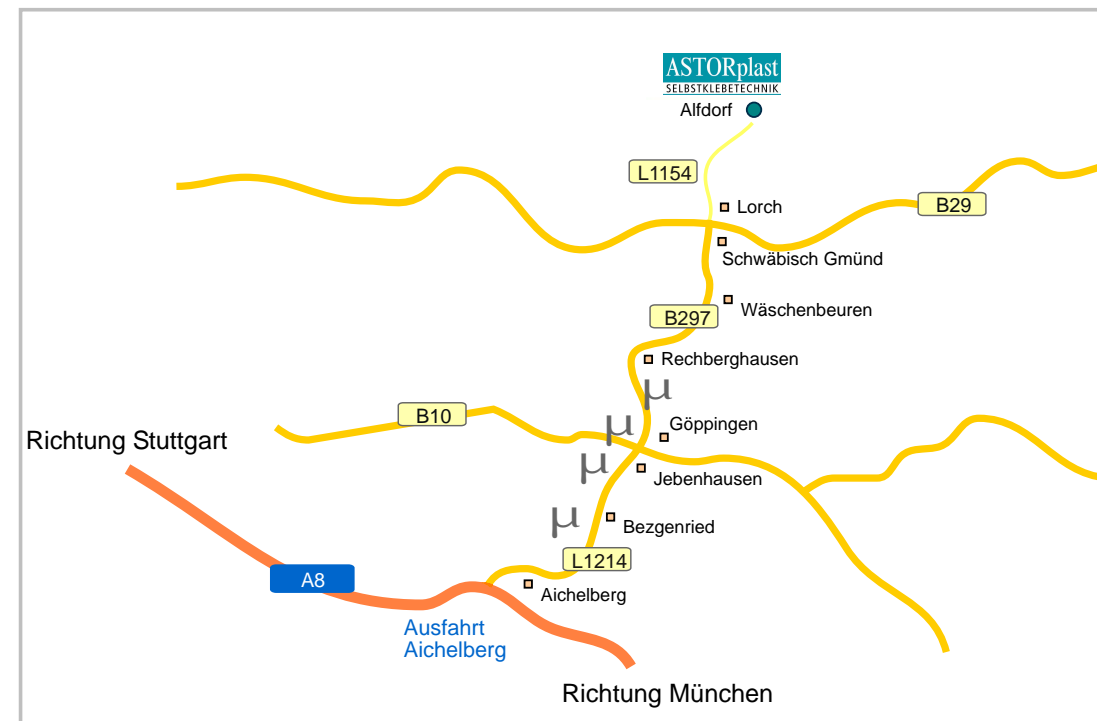 ASTORplast
SELBSTKLEBETECHNIK
Alfdorf
L1154
Lorch
B29
Schwäbisch Gmünd
Wäschenbeuren
B297
Rechberghausen
µ
B10
µ
Göppingen
Richtung Stuttgart
µ
Jebenhausen
µ
Bezgenried
L1214
A8
Aichelberg
Ausfahrt
Aichelberg
Richtung München